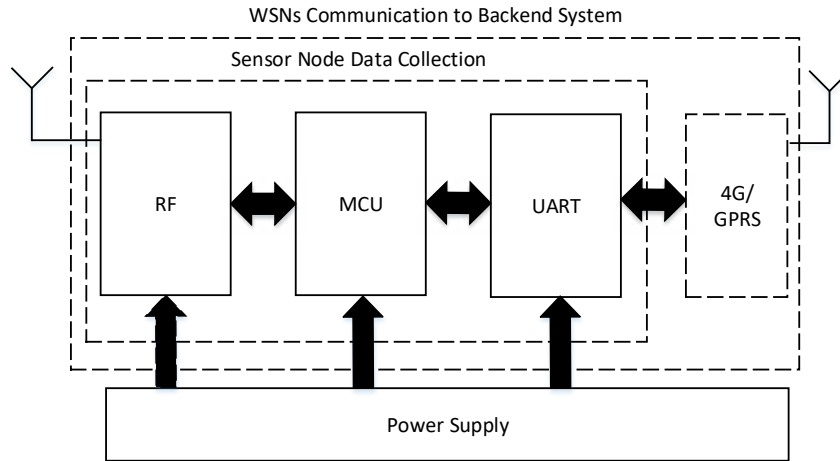 WSNs Communication to Backend System
Sensor Node Data Collection
RF
MCU
UART
4G/
GPRS
Power Supply